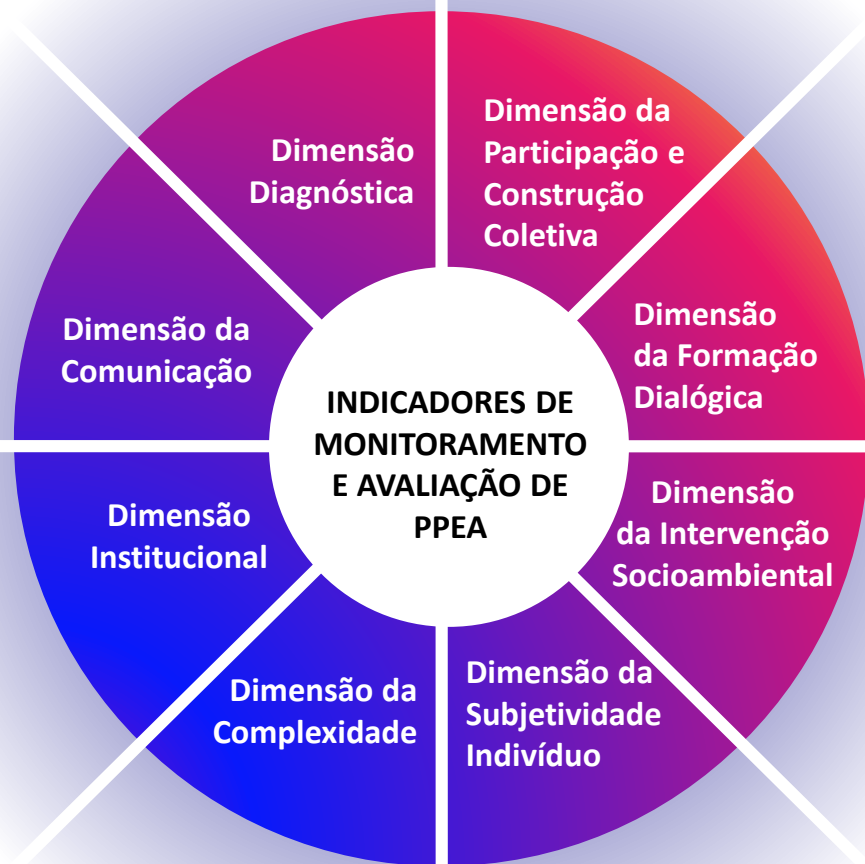 Dimensão
Diagnóstica
Dimensão da
Participação e
Construção
Coletiva
Dimensão
da Formação
Dialógica
Dimensão
da Intervenção
Socioambiental
Dimensão da
Subjetividade
Indivíduo
Dimensão da
Complexidade
Dimensão
Institucional
Dimensão da
Comunicação
INDICADORES DE
MONITORAMENTO
E AVALIAÇÃO DE
PPEA